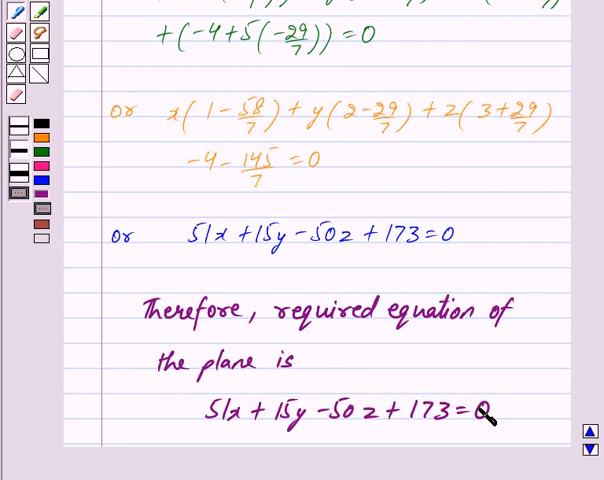 +(-4+5(-29/7))=0
or x(1-58/7)+y(2-29/7)+z(3+29/7)
-4-145/7=0
or 51x+15y-50z+173=0
Therefore, required equation of
the plane is
51x+15y-50z+173=0